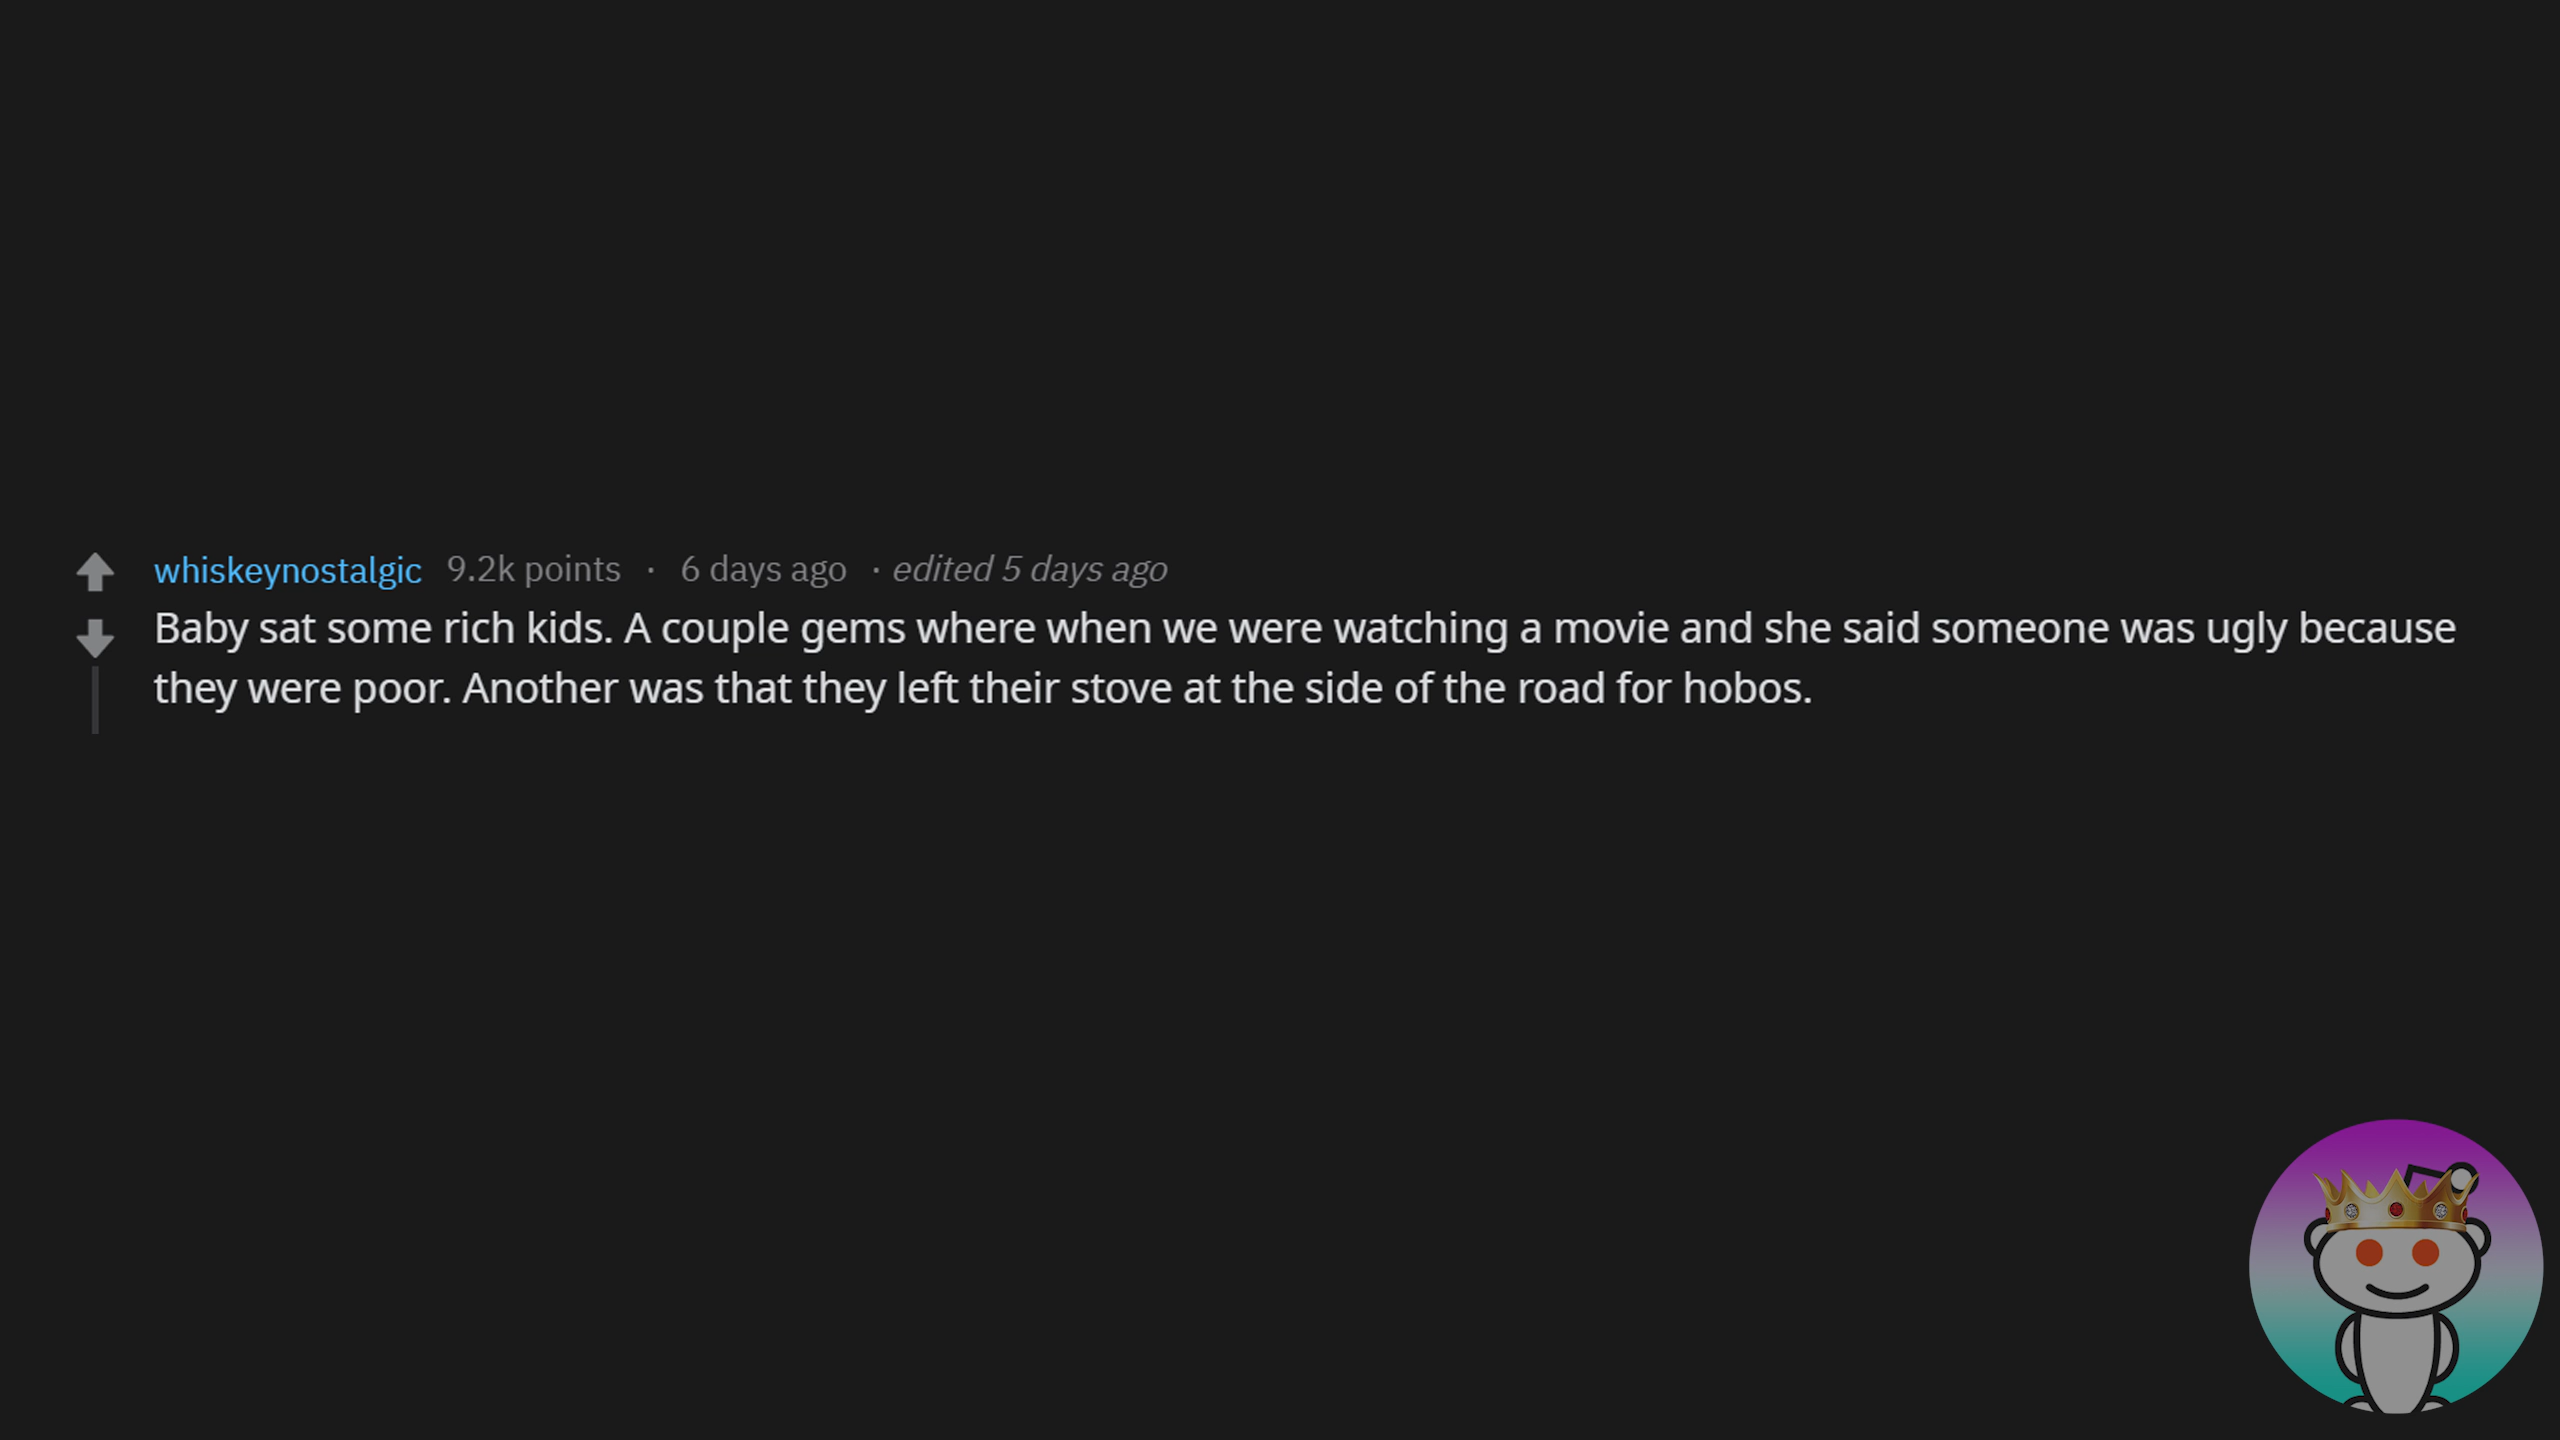 whiskeynostalgic 9.2k points · 6 days ago · edited 5 days ago
Baby sat some rich kids. A couple gems where when we were watching a movie and she said someone was ugly because
they were poor. Another was that they left their stove at the side of the road for hobos.